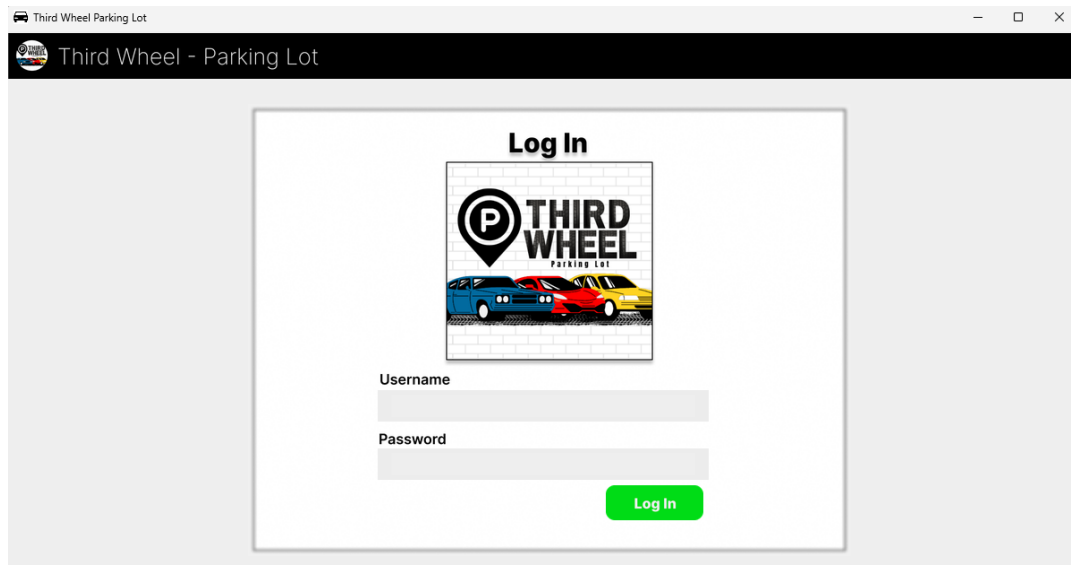 Third Wheel Parking Lot
Third Wheel - Parking Lot
Log In
P THIRD
WHEEL
Parking Lot
Username
Password
Log In